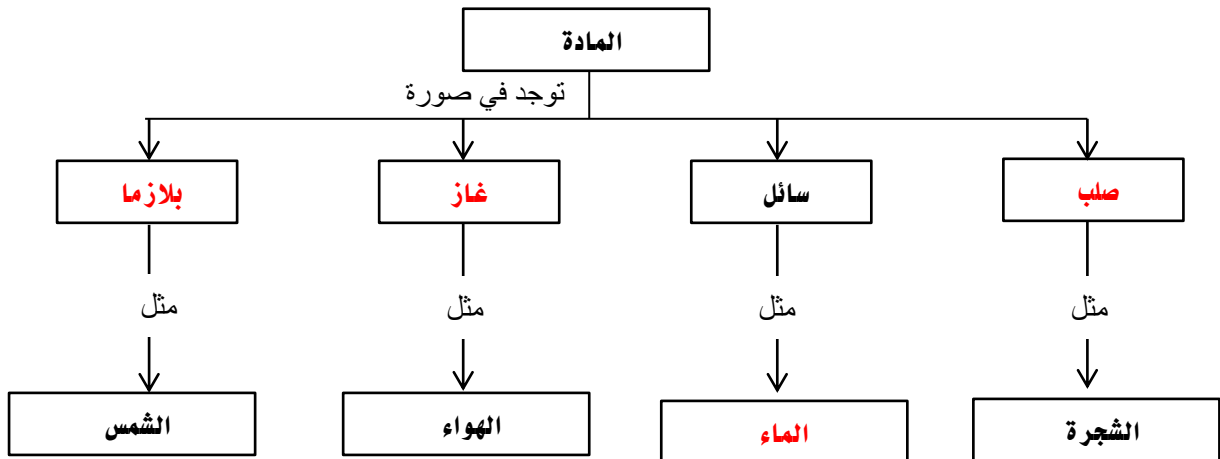 المادة
توجد في صورة
صلب
سائل
غاز
بلازما
مثل
مثل
مثل
مثل
الشجرة
الماء
الهواء
الشمس